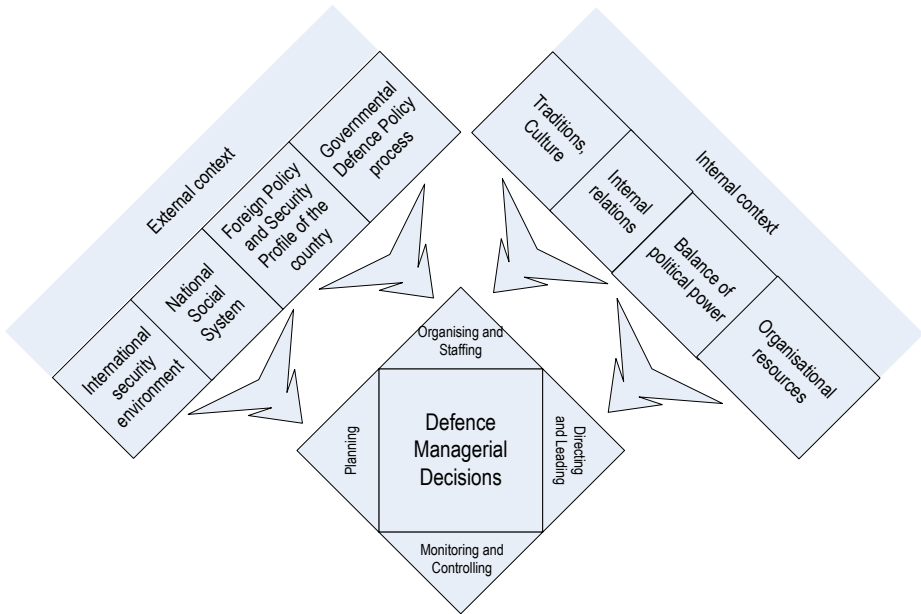 External context
International
security
environment
National
Social
System
Foreign Policy
and Security
Profile of the
country
Governmental
Defence Policy
process
Internal context
Traditions,
Culture
Internal
relations
Balance of
political power
Organisational
resources
Organising and
Staffing
Planning
Defence
Managerial
Decisions
Directing
and Leading
Monitoring and
Controlling